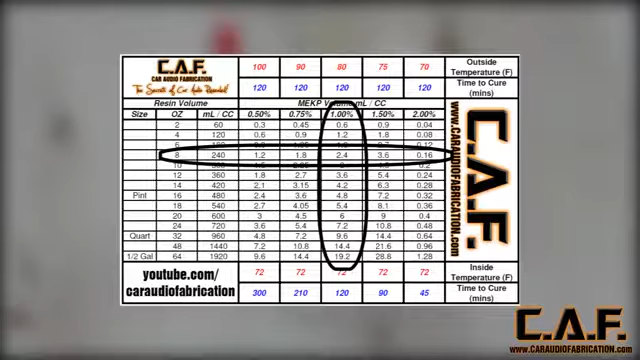 C.A.F.
CAR AUDIO FABRICATION
The Secrets of Car Audio Revealed!
100 90 80 75 70 Outside Temperature (F)
120 120 120 120 120 Time to Cure (mins)
Resin Volume MEKP Volume mL / CC
Size OZ mL / CC 0.50% 0.75% 1.00% 1.50% 2.00%
2 60 0.3 0.45 0.6 0.9 0.04
4 120 0.6 0.9 1.2 1.8 0.08
6 0.12
8 240 1.2 1.8 2.4 3.6 0.16
10
12 360 1.8 2.7 3.6 5.4 0.24
14 420 2.1 3.15 4.2 6.3 0.28
Pint 16 480 2.4 3.6 4.8 7.2 0.32
18 540 2.7 4.05 5.4 8.1 0.36
20 600 3 4.5 6 9 0.4
24 720 3.6 5.4 7.2 10.8 0.48
Quart 32 960 4.8 7.2 9.6 14.4 0.64
48 1440 7.2 10.8 14.4 21.6 0.96
1/2 Gal 64 1920 9.6 14.4 19.2 28.8 1.28
C.A.F.
www.CARAUDIOFABRICATION.com
youtube.com/
caraudiofabrication
72 72 72 72 72 Inside Temperature (F)
300 210 120 90 45 Time to Cure (mins)
C.A.F.
www.CARAUDIOFABRICATION.com